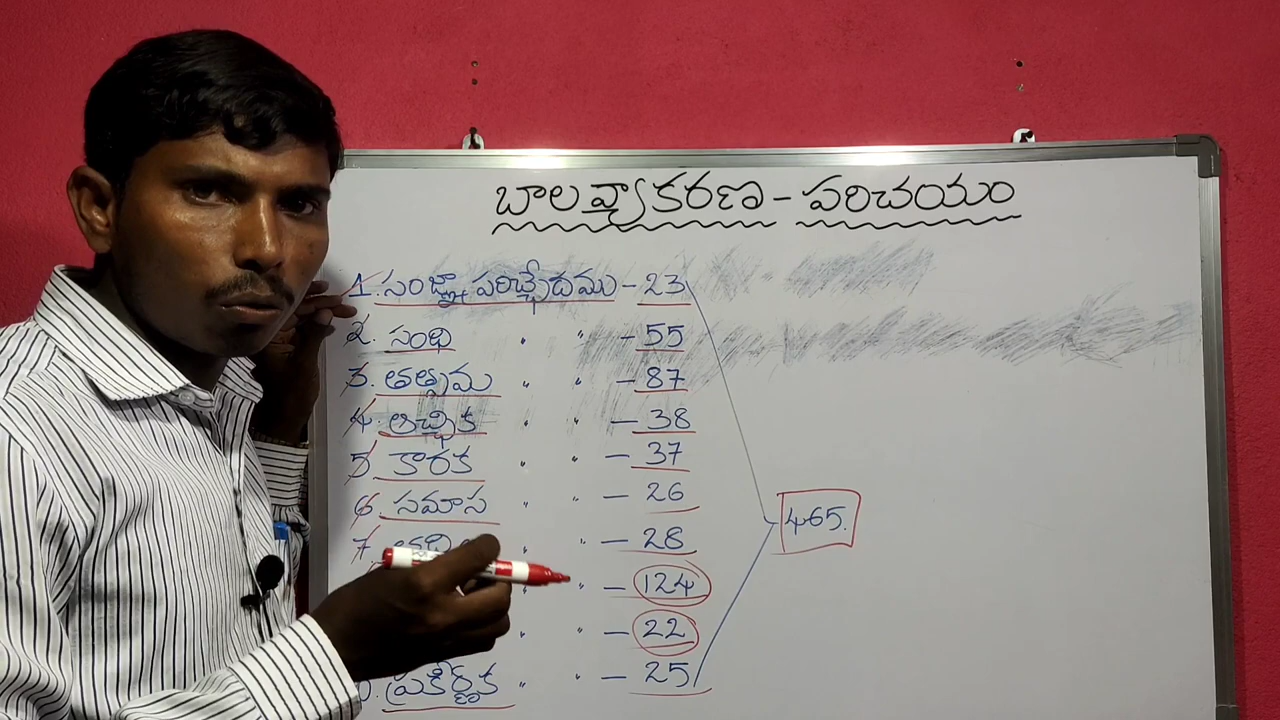 బాలవ్యాకరణ - పరిచయం
1. సంజ్ఞా పరిచ్ఛేదము - 23
2. సంధి " " - 55
3. తత్సమ " " - 87
4. ఆచ్ఛిక " " - 38
5. కారక " " - 37
6. సమాస " " - 26
7. " " - 28
" - 124
" " - 22
ప్రకీర్ణక " " - 25
465.